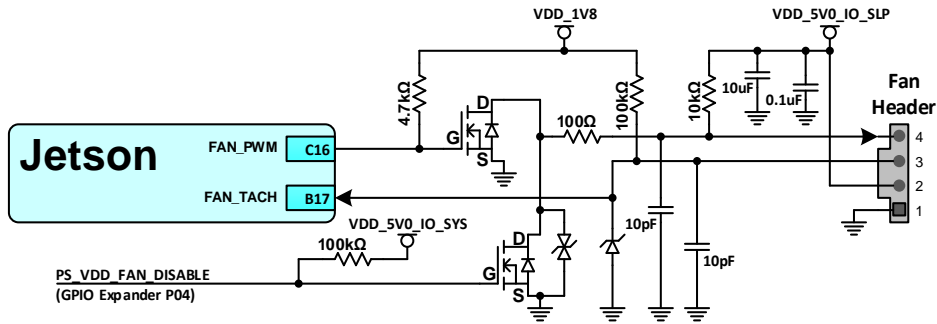 VDD_1V8
VDD_5V0_IO_SLP
4.7kΩ
D
G
S
100Ω
100kΩ
10kΩ
10uF
0.1uF
Fan
Header
Jetson
FAN_PWM
C16
4
3
FAN_TACH
B17
2
VDD_5V0_IO_SYS
1
100kΩ
D
G
S
10pF
10pF
PS_VDD_FAN_DISABLE
(GPIO Expander P04)